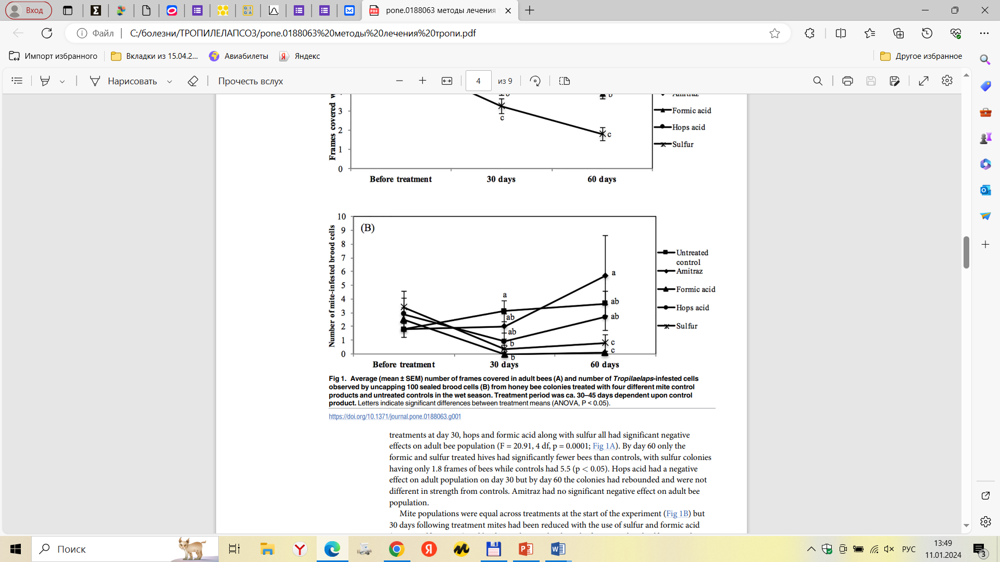 Вход
pone.0188063 методы лечения
Файл
C:/болезни/ТРОПИЛЕЛАПСОЗ/pone.0188063%20методы%20лечения%20тропи.pdf
Импорт избранного
Вкладки из 15.04.2...
Авиабилеты
Яндекс
Другое избранное
Нарисовать
Прочесть вслух
4
из 9
Frames covered w
3
2
1
0
b
c
b
c
Amitraz
Formic acid
Hops acid
Sulfur
Before treatment
30 days
60 days
(B)
Number of mite-infested brood cells
10
9
8
7
6
5
4
3
2
1
0
a
ab
ab
b
b
a
ab
ab
c
c
Untreated
control
Amitraz
Formic acid
Hops acid
Sulfur
Before treatment
30 days
60 days
Fig 1. Average (mean ± SEM) number of frames covered in adult bees (A) and number of Tropilaelaps-infested cells
observed by uncapping 100 sealed brood cells (B) from honey bee colonies treated with four different mite control
products and untreated controls in the wet season. Treatment period was ca. 30–45 days dependent upon control
product. Letters indicate significant differences between treatment means (ANOVA, P < 0.05).
https://doi.org/10.1371/journal.pone.0188063.g001
treatments at day 30, hops and formic acid along with sulfur all had significant negative
effects on adult bee population (F = 20.91, 4 df, p = 0.0001; Fig 1A). By day 60 only the
formic and sulfur treated hives had significantly fewer bees than controls, with sulfur colonies
having only 1.8 frames of bees while controls had 5.5 (p < 0.05). Hops acid had a negative
effect on adult population on day 30 but by day 60 the colonies had rebounded and were not
different in strength from controls. Amitraz had no significant negative effect on adult bee
population.
Mite populations were equal across treatments at the start of the experiment (Fig 1B) but
30 days following treatment mites had been reduced with the use of sulfur and formic acid
Поиск
РУС
13:49
11.01.2024
3